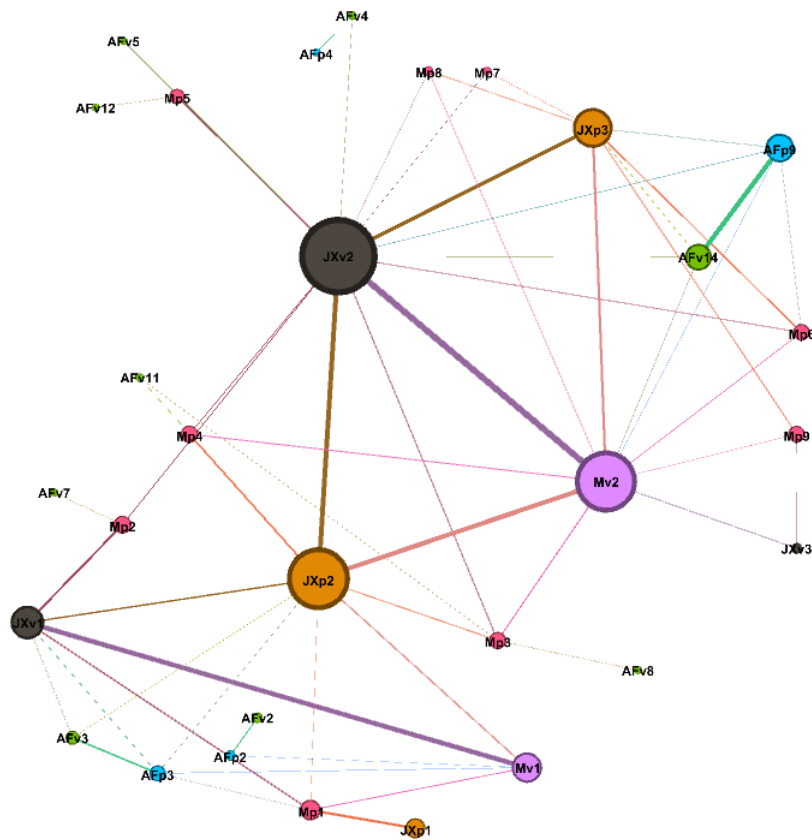 AFv4
AFv5
AFp4
Mp8
Mp7
Mp5
AFv12
JXp3
AFp9
JXv2
AFv14
Mp6
AFv11
Mp4
Mp9
Mv2
AFv7
Mp2
JXv3
JXp2
JXv1
Mp3
AFv8
AFv2
AFv3
AFp2
AFp3
Mv1
Mp1
JXp1